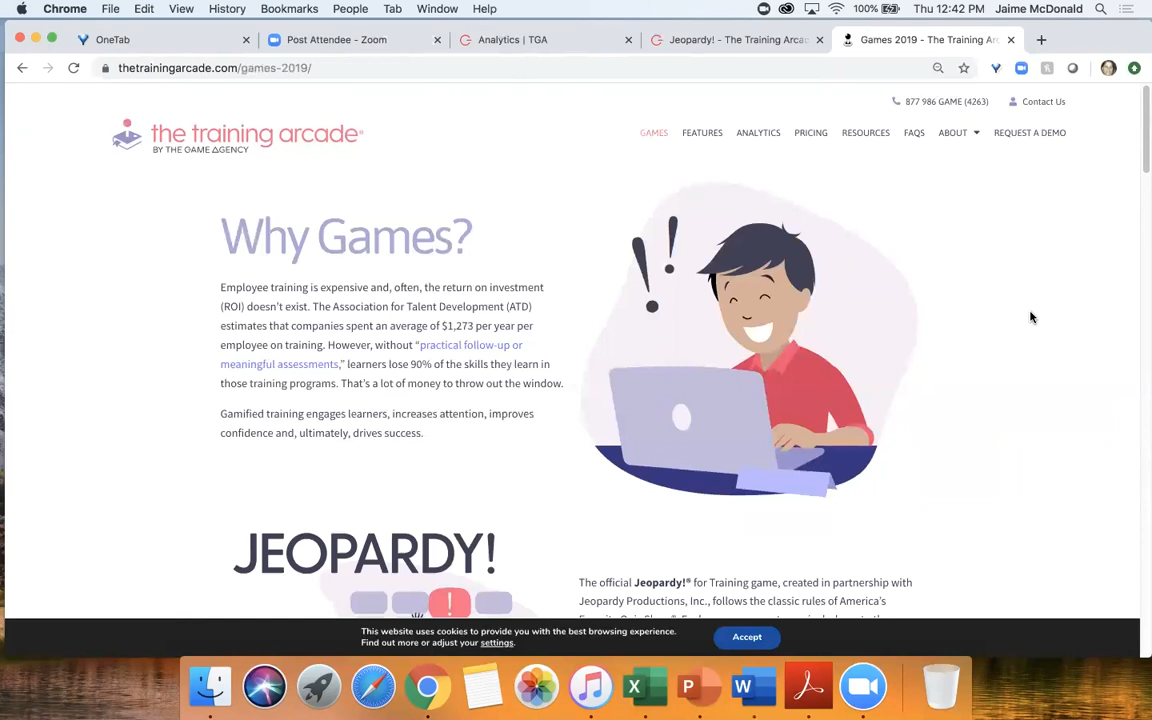 Chrome File Edit View History Bookmarks People Tab Window Help 100% Thu 12:42 PM Jaime McDonald
OneTab
Post Attendee - Zoom
Analytics | TGA
Jeopardy! - The Training Arcad
Games 2019 - The Training Ar
thetrainingarcade.com/games-2019/
877 986 GAME (4263) Contact Us
the training arcade®
BY THE GAME AGENCY
GAMES FEATURES ANALYTICS PRICING RESOURCES FAQS ABOUT REQUEST A DEMO
Why Games?
!!
Employee training is expensive and, often, the return on investment
(ROI) doesn't exist. The Association for Talent Development (ATD)
estimates that companies spent an average of $1,273 per year per
employee on training. However, without "practical follow-up or
meaningful assessments," learners lose 90% of the skills they learn in
those training programs. That's a lot of money to throw out the window.
Gamified training engages learners, increases attention, improves
confidence and, ultimately, drives success.
JEOPARDY!
!
The official Jeopardy!® for Training game, created in partnership with
Jeopardy Productions, Inc., follows the classic rules of America's
This website uses cookies to provide you with the best browsing experience.
Find out more or adjust your settings.
Accept
X
P
W